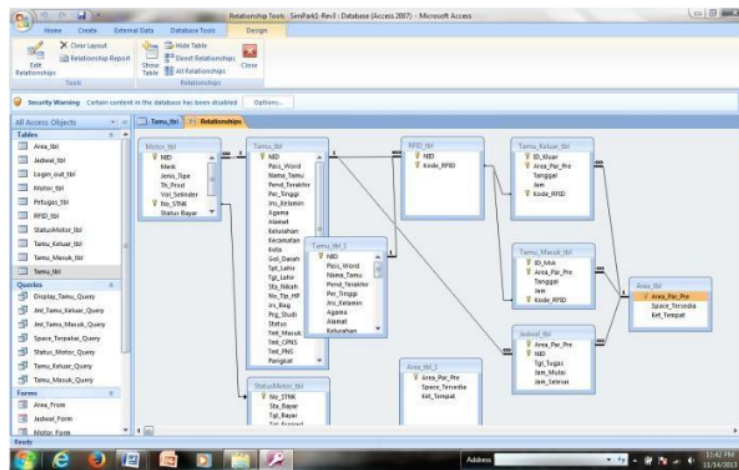 Relationship Tools
SimPark1-Rev3 : Database (Access 2007) - Microsoft Access
Home
Create
External Data
Database Tools
Design
Edit Relationships
Clear Layout
Relationship Report
Tools
Show Table
Hide Table
Direct Relationships
All Relationships
Close
Relationships
Security Warning
Certain content in the database has been disabled
Options...
All Access Objects
Tables
Area_tbl
Jadwal_tbl
Login_out_tbl
Motor_tbl
Petugas_tbl
RFID_tbl
StatusMotor_tbl
Tamu_Keluar_tbl
Tamu_Masuk_tbl
Tamu_tbl
Queries
Display_Tamu_Query
Jml_Tamu_Keluar_Query
Jml_Tamu_Masuk_Query
Space_Terpakai_Query
Status_Motor_Query
Tamu_Keluar_Query
Tamu_Masuk_Query
Forms
Area_From
Jadwal_Form
Motor_Form
Ready
Tamu_tbl
Relationships
Motor_tbl
NID
Merk
Jenis_Tipe
Th_Prod
Vol_Selinder
No_STNK
Status Bayar
Tamu_tbl
NID
Pass_Word
Nama_Tamu
Pend_Terakhir
Per_Tinggi
Jns_Kelamin
Agama
Alamat
Kelurahan
Kecamatan
Kota
Gol_Darah
Tpt_Lahir
Tgl_Lahir
Sta_Nikah
No_Tlp_HP
Prg_Studi
Status
Tmt_Masuk
Tmt_CPNS
Tmt_PNS
Pangkat
Tamu_tbl_1
NID
Pass_Word
Nama_Tamu
Pend_Terakhir
Per_Tinggi
Jns_Kelamin
Agama
Alamat
Kelurahan
StatusMotor_tbl
No_STNK
Sta_Bayar
Tgl_Bayar
RFID_tbl
NID
Kode_RFID
Area_tbl_1
Area_Par_Pre
Space_Tersedia
Ket_Tempat
Tamu_Keluar_tbl
ID_Kluar
Area_Par_Pre
Tanggal
Jam
Kode_RFID
Tamu_Masuk_tbl
ID_Msk
Area_Par_Pre
Tanggal
Jam
Kode_RFID
Jadwal_tbl
Area_Par_Pre
NID
Tgl_Tugas
Jam_Mulai
Jam_Selesai
Area_tbl
Area_Par_Pre
Space_Tersedia
Ket_Tempat
Address
11:42 PM
11/14/2013